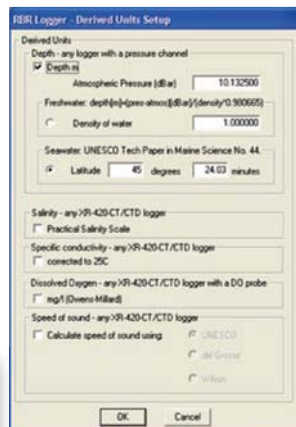 RBR Logger - Derived Units Setup
Derived Units
Depth - any logger with a pressure channel
Depth m
Atmospheric Pressure (dBar) 10.132500
Freshwater: depth[m]=(pres-atmos)[dBar]/(density*0.980665)
Density of water 1.000000
Seawater: UNESCO Tech Paper in Marine Science No. 44.
Latitude 45 degrees 24.03 minutes
Salinity - any XR-420-CT/CTD logger
Practical Salinity Scale
Specific conductivity - any XR-420-CT/CTD logger
corrected to 25C
Dissolved Oxygen - any XR-420-CT/CTD logger with a DO probe
mg/l (Owens-Millard)
Speed of sound - any XR-420-CT/CTD logger
Calculate speed of sound using: UNESCO
del Grosso
Wilson
OK Cancel